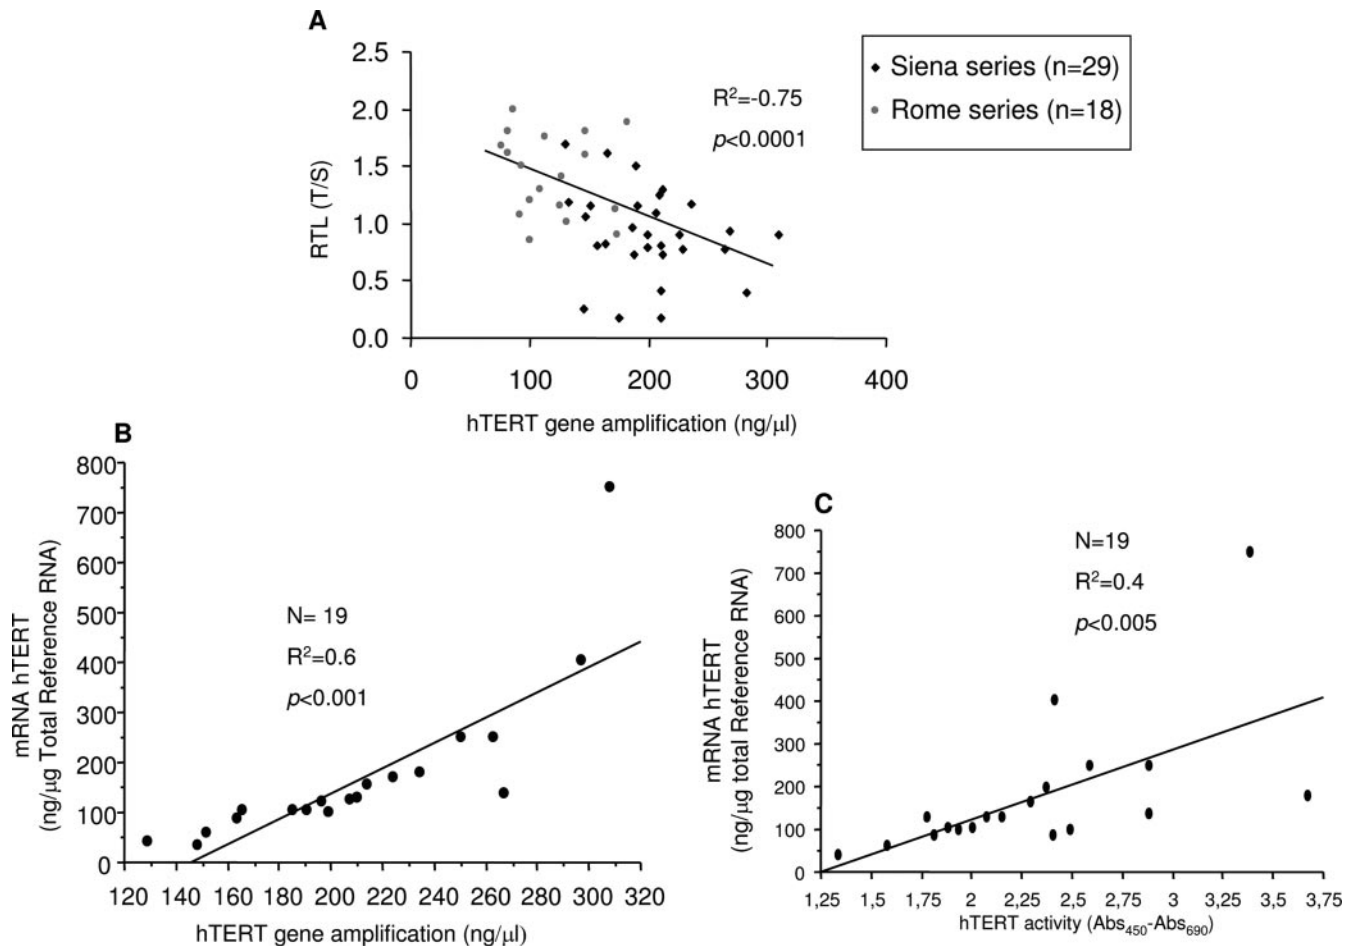 A
2.5
2.0
1.5
1.0
0.5
0.0
RTL (T/S)
R²=-0.75
p<0.0001
Siena series (n=29)
Rome series (n=18)
0 100 200 300 400
hTERT gene amplification (ng/μl)
B
800
700
600
500
400
300
200
100
0
mRNA hTERT
(ng/μg Total Reference RNA)
N= 19
R²=0.6
p<0.001
120 140 160 180 200 220 240 260 280 300 320
hTERT gene amplification (ng/μl)
C
800
700
600
500
400
300
200
100
0
mRNA hTERT
(ng/μg total Reference RNA)
N=19
R²=0.4
p<0.005
1,25 1,5 1,75 2 2,25 2,5 2,75 3 3,25 3,5 3,75
hTERT activity (Abs₄₅₀-Abs₆₉₀)